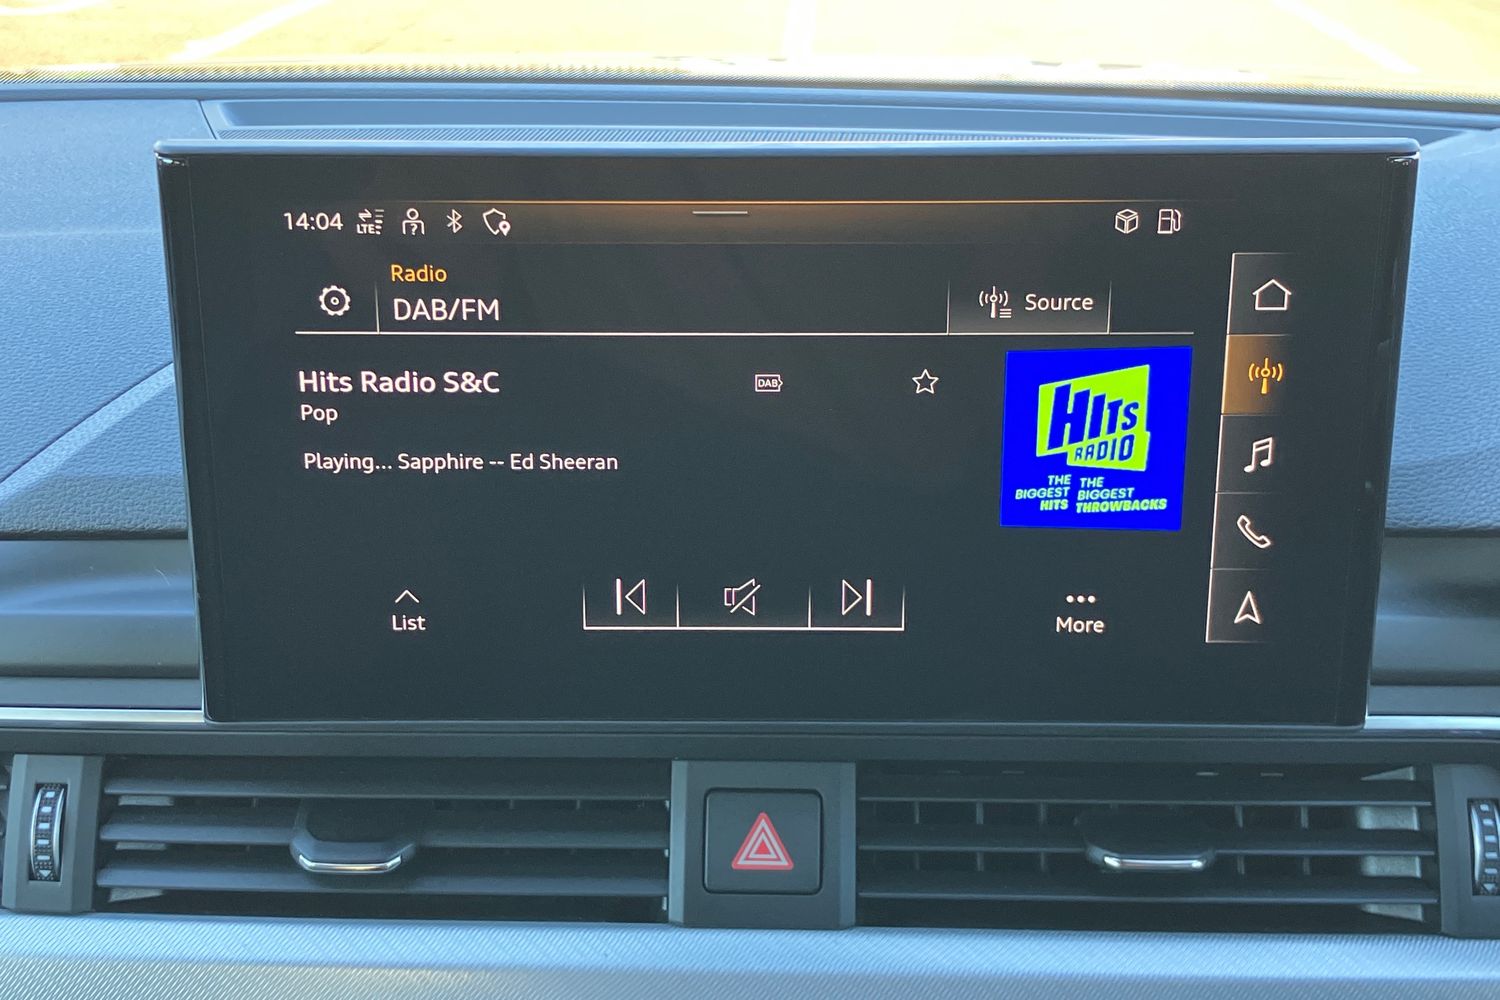 14:04
LTE
Radio
DAB/FM
Source
Hits Radio S&C
DAB
Pop
Playing... Sapphire -- Ed Sheeran
HITS
RADIO
THE BIGGEST HITS
THE BIGGEST THROWBACKS
List
More